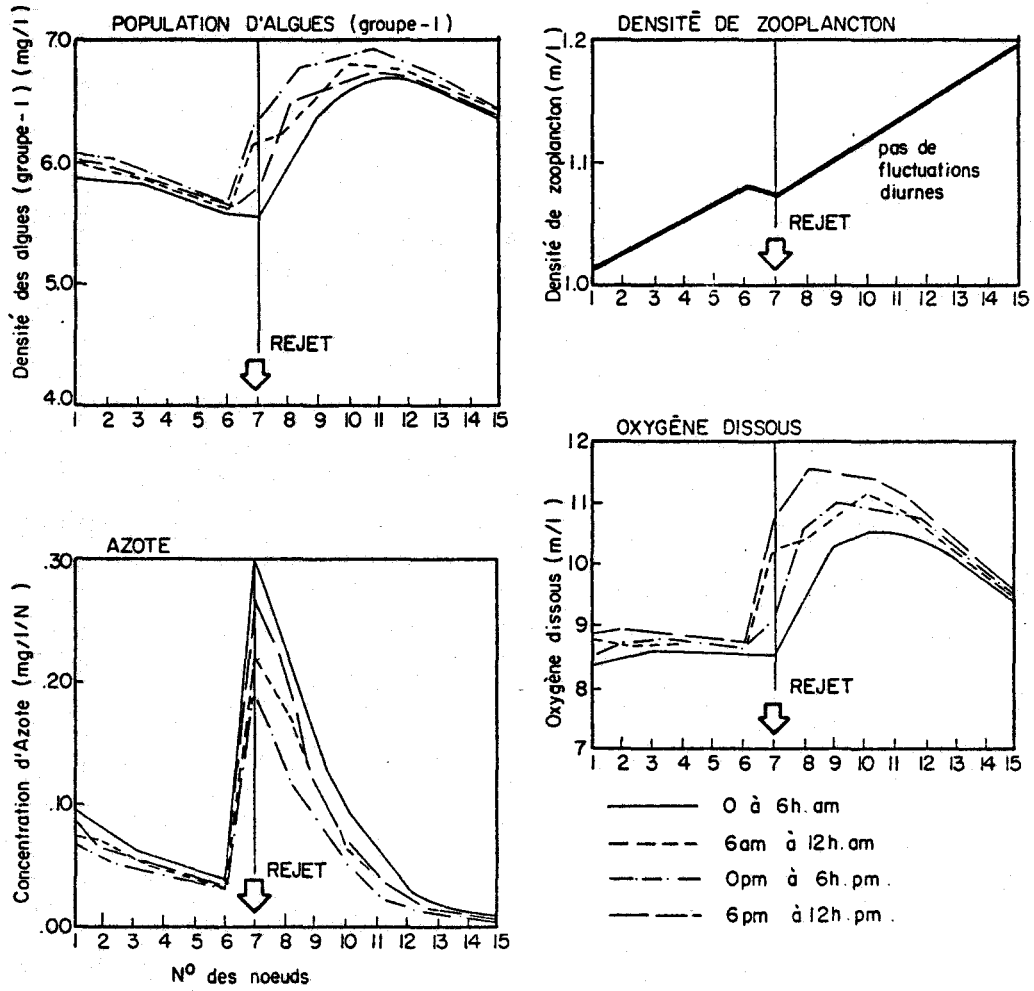 POPULATION D'ALGUES (groupe-I)
Densité des algues (groupe-I) (mg/l)
7.0
6.0
5.0
4.0
REJET
1 2 3 4 5 6 7 8 9 10 11 12 13 14 15
DENSITÉ DE ZOOPLANCTON
Densité de zooplancton (m/l)
1.2
1.1
1.0
pas de
fluctuations
diurnes
REJET
1 2 3 4 5 6 7 8 9 10 11 12 13 14 15
AZOTE
Concentration d'Azote (mg/l/N)
.30
.20
.10
.00
REJET
1 2 3 4 5 6 7 8 9 10 11 12 13 14 15
Nº des noeuds
OXYGÈNE DISSOUS
Oxygène dissous (m/l)
12
11
10
9
8
7
REJET
1 2 3 4 5 6 7 8 9 10 11 12 13 14 15
0 à 6h.am
6am à 12h.am
0pm à 6h.pm.
6pm à 12h.pm.